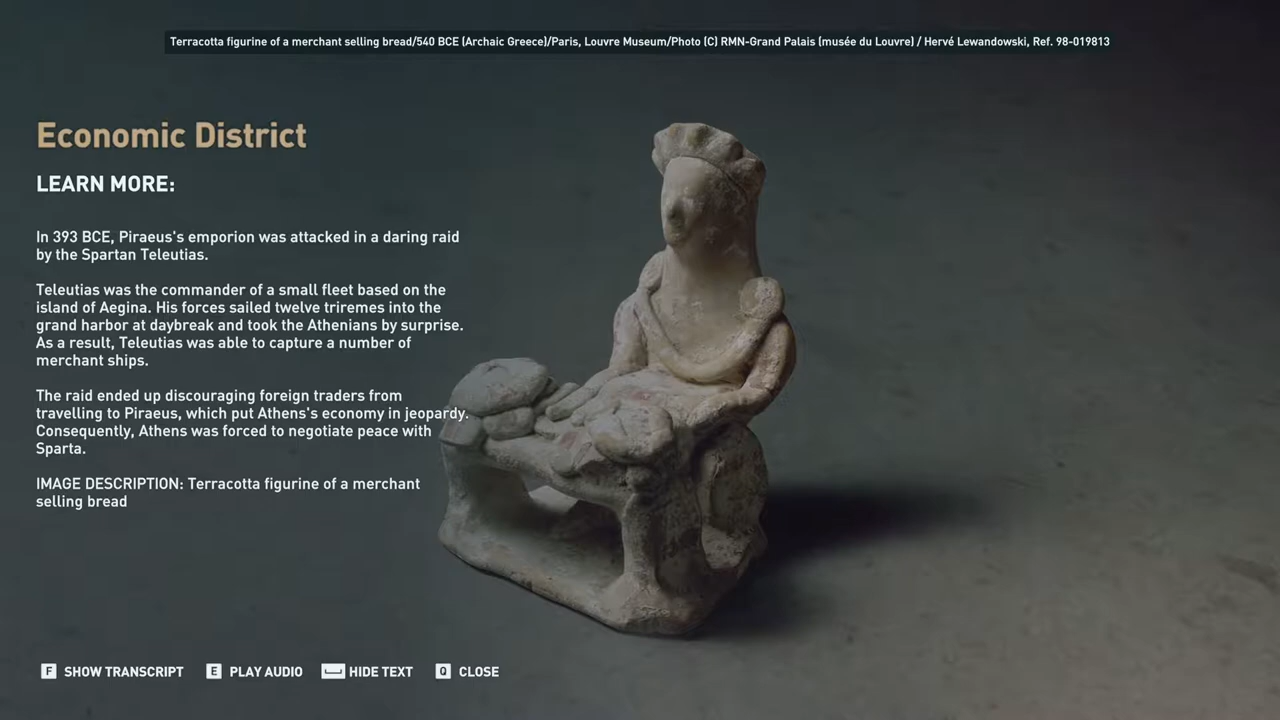 Terracotta figurine of a merchant selling bread/540 BCE (Archaic Greece)/Paris, Louvre Museum/Photo (C) RMN-Grand Palais (musée du Louvre) / Hervé Lewandowski, Ref. 98-019813
Economic District
LEARN MORE:
In 393 BCE, Piraeus's emporion was attacked in a daring raid
by the Spartan Teleutias.
Teleutias was the commander of a small fleet based on the
island of Aegina. His forces sailed twelve triremes into the
grand harbor at daybreak and took the Athenians by surprise.
As a result, Teleutias was able to capture a number of
merchant ships.
The raid ended up discouraging foreign traders from
travelling to Piraeus, which put Athens's economy in jeopardy.
Consequently, Athens was forced to negotiate peace with
Sparta.
IMAGE DESCRIPTION: Terracotta figurine of a merchant
selling bread
F SHOW TRANSCRIPT E PLAY AUDIO HIDE TEXT Q CLOSE